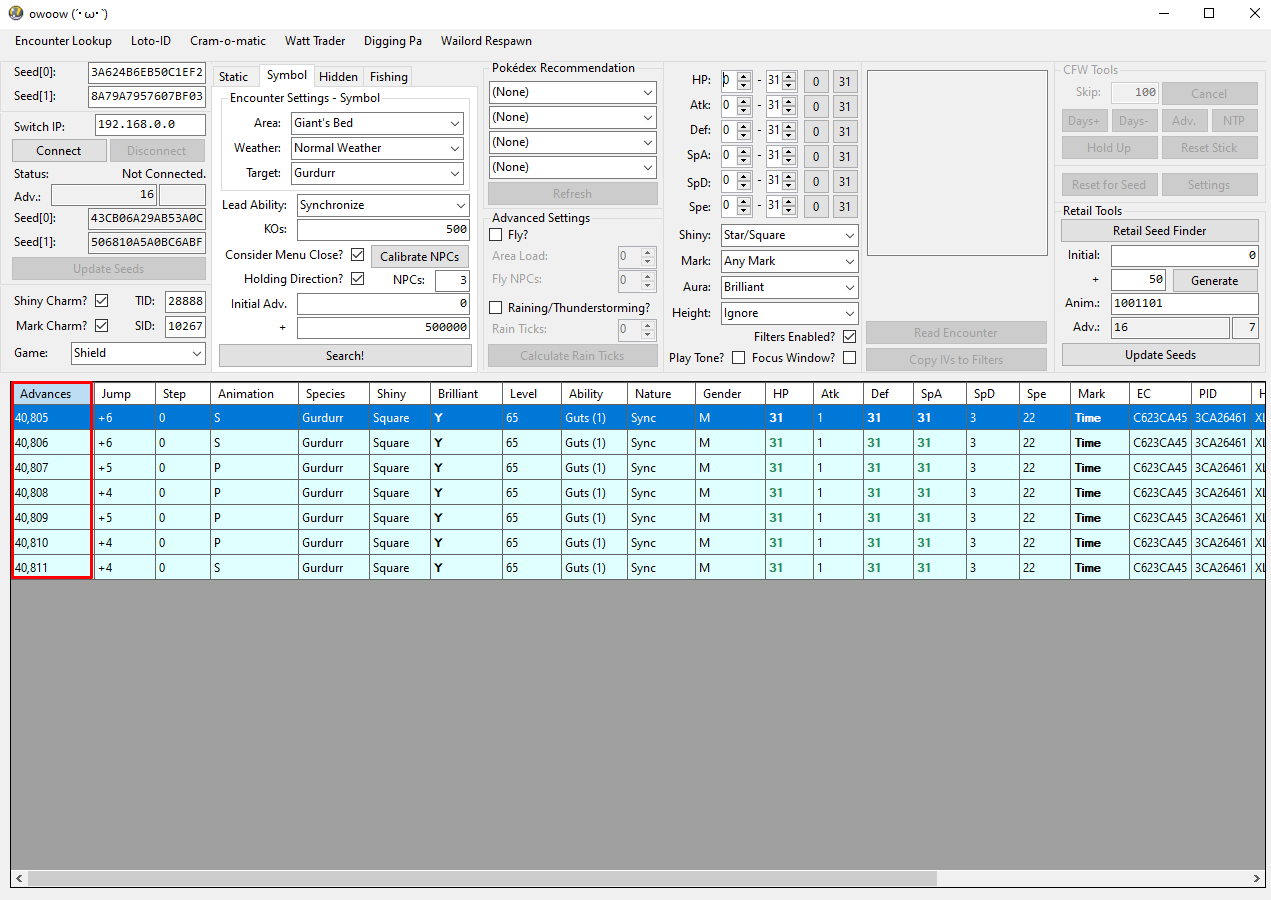 owoow (´･ω･`)
Encounter Lookup Loto-ID Cram-o-matic Watt Trader Digging Pa Wailord Respawn
Seed[0]: 3A624B6EB50C1EF2
Seed[1]: 8A79A7957607BF03
Switch IP: 192.168.0.0
Connect Disconnect
Status: Not Connected.
Adv.: 16
Seed[0]: 43CB06A29AB53A0C
Seed[1]: 506810A5A0BC6ABF
Update Seeds
Shiny Charm? TID: 28888
Mark Charm? SID: 10267
Game: Shield
Static Symbol Hidden Fishing
Encounter Settings - Symbol
Area: Giant's Bed
Weather: Normal Weather
Target: Gurdurr
Lead Ability: Synchronize
KOs: 500
Consider Menu Close? Calibrate NPCs
Holding Direction? NPCs: 3
Initial Adv. 0
+ 500000
Search!
Pokédex Recommendation
(None)
(None)
(None)
(None)
Refresh
Advanced Settings
Fly?
Area Load: 0
Fly NPCs: 0
Raining/Thunderstorming?
Rain Ticks: 0
Calculate Rain Ticks
HP: 0 - 31 0 31
Atk: 0 - 31 0 31
Def: 0 - 31 0 31
SpA: 0 - 31 0 31
SpD: 0 - 31 0 31
Spe: 0 - 31 0 31
Shiny: Star/Square
Mark: Any Mark
Aura: Brilliant
Height: Ignore
Filters Enabled?
Play Tone? Focus Window?
Read Encounter
Copy IVs to Filters
CFW Tools
Skip: 100 Cancel
Days+ Days- Adv. NTP
Hold Up Reset Stick
Reset for Seed Settings
Retail Tools
Retail Seed Finder
Initial: 0
+ 50 Generate
Anim.: 1001101
Adv.: 16 7
Update Seeds
Advances Jump Step Animation Species Shiny Brilliant Level Ability Nature Gender HP Atk Def SpA SpD Spe Mark EC PID H
40,805 +6 0 S Gurdurr Square Y 65 Guts (1) Sync M 31 1 31 31 3 22 Time C623CA45 3CA26461 XL
40,806 +6 0 S Gurdurr Square Y 65 Guts (1) Sync M 31 1 31 31 3 22 Time C623CA45 3CA26461 XL
40,807 +5 0 P Gurdurr Square Y 65 Guts (1) Sync M 31 1 31 31 3 22 Time C623CA45 3CA26461 XL
40,808 +4 0 P Gurdurr Square Y 65 Guts (1) Sync M 31 1 31 31 3 22 Time C623CA45 3CA26461 XL
40,809 +5 0 P Gurdurr Square Y 65 Guts (1) Sync M 31 1 31 31 3 22 Time C623CA45 3CA26461 XL
40,810 +4 0 P Gurdurr Square Y 65 Guts (1) Sync M 31 1 31 31 3 22 Time C623CA45 3CA26461 XL
40,811 +4 0 S Gurdurr Square Y 65 Guts (1) Sync M 31 1 31 31 3 22 Time C623CA45 3CA26461 XL